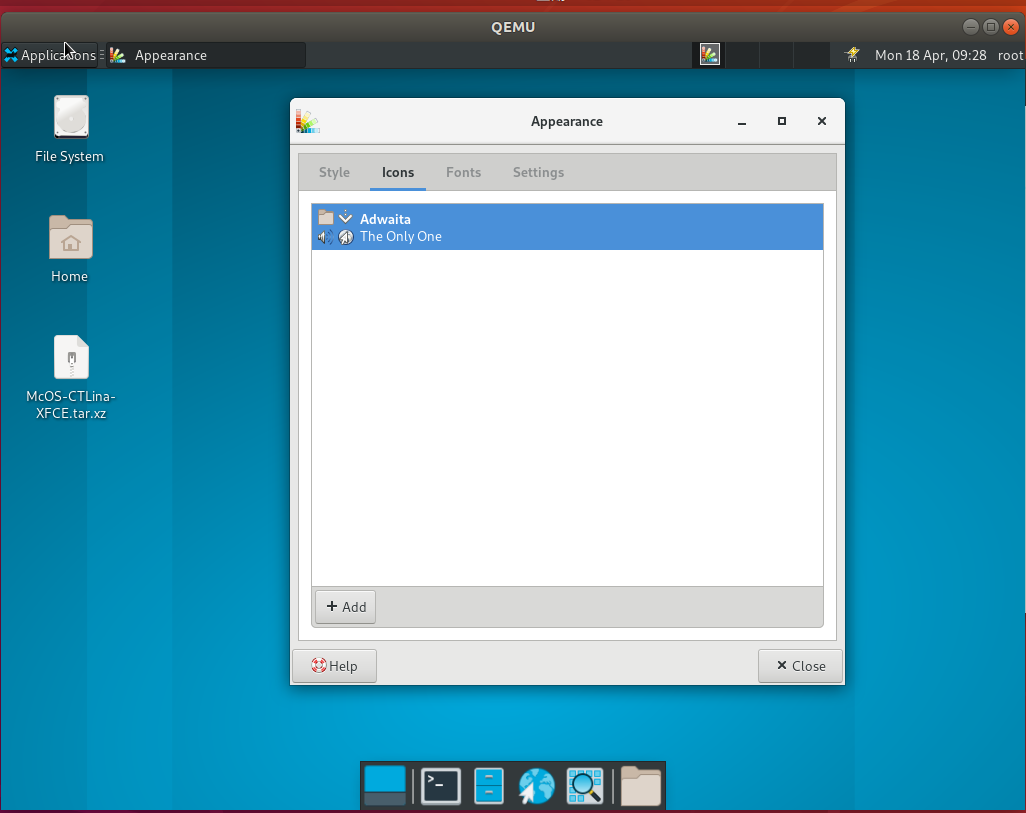 QEMU
Applications
Appearance
Mon 18 Apr, 09:28
root
File System
Home
McOS-CTLina-
XFCE.tar.xz
Appearance
Style
Icons
Fonts
Settings
Adwaita
The Only One
+ Add
Help
Close